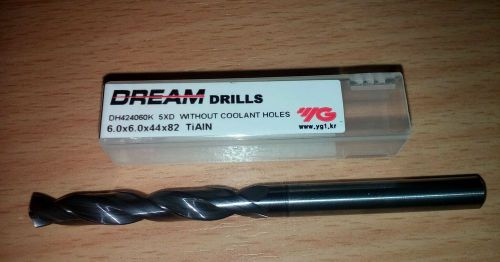 DREAM DRILLS
DH424060K 5XD WITHOUT COOLANT HOLES
6.0x6.0x44x82 TiAlN
YG
www.yg1.kr